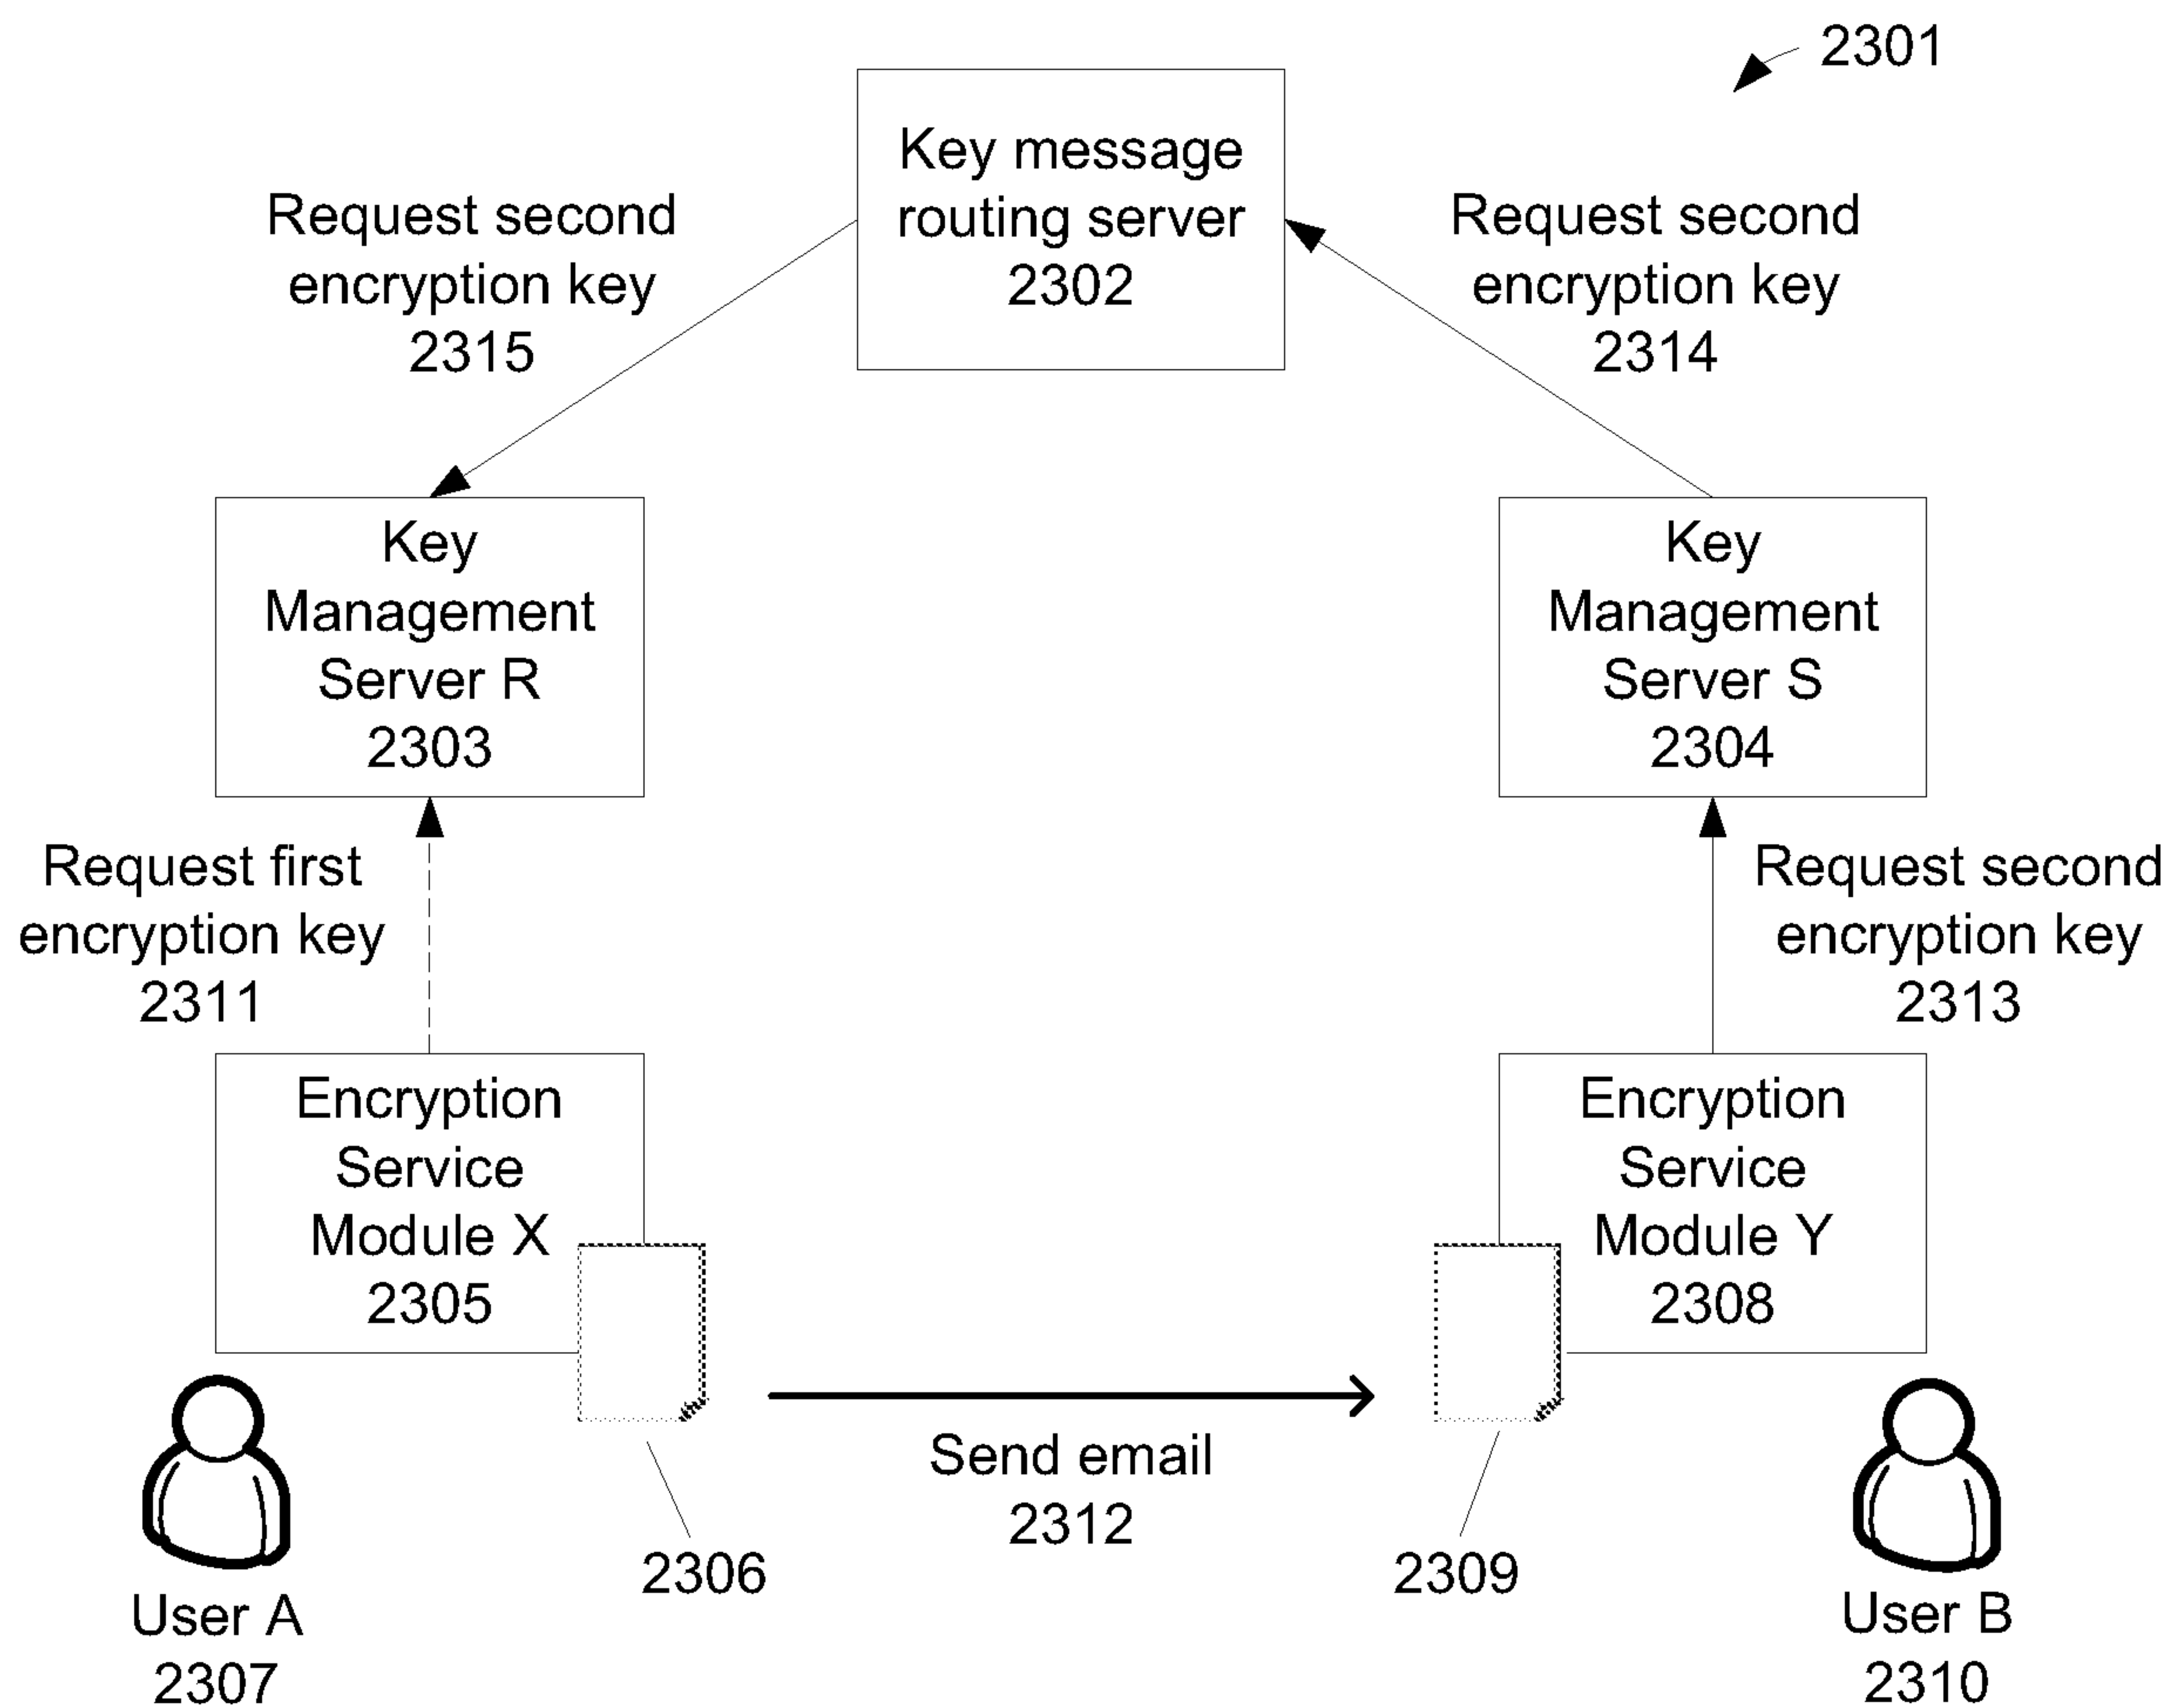 2301
Key message
routing server
2302
Request second
encryption key
2315
Request second
encryption key
2314
Key
Management
Server R
2303
Key
Management
Server S
2304
Request first
encryption key
2311
Request second
encryption key
2313
Encryption
Service
Module X
2305
Encryption
Service
Module Y
2308
Send email
2312
2306
2309
User A
2307
User B
2310